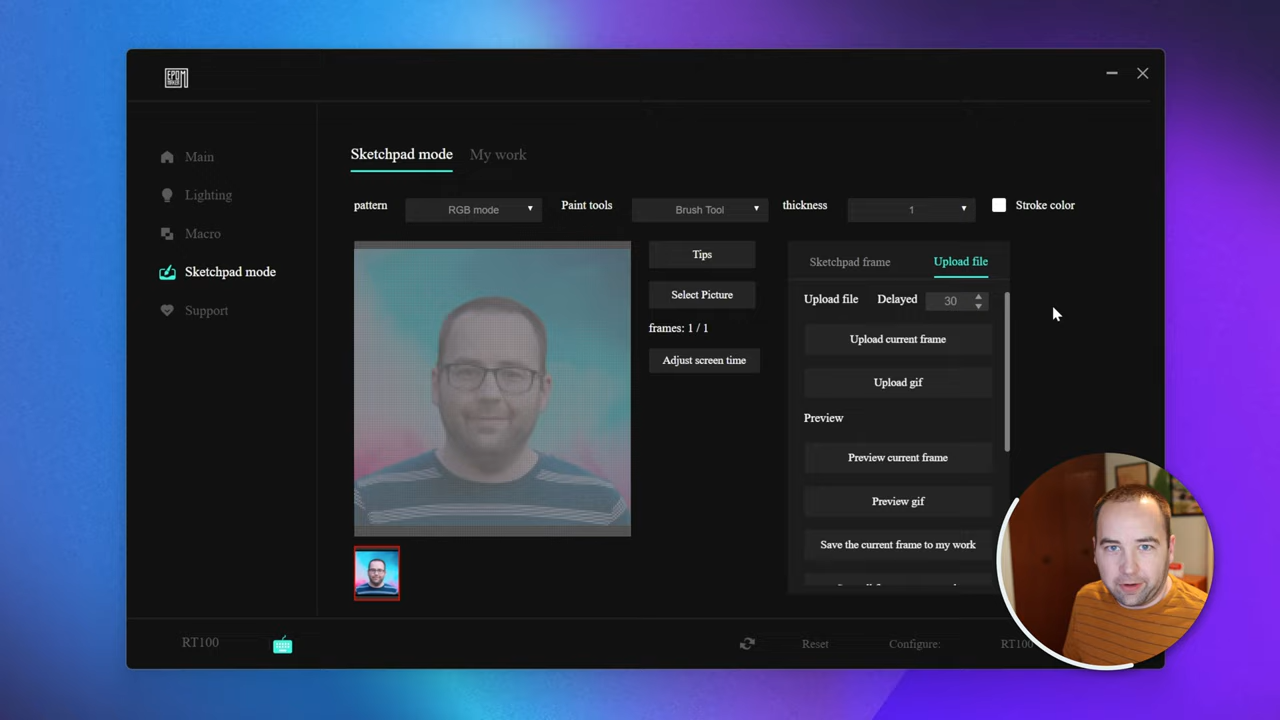 EPOMAKER
Main
Lighting
Macro
Sketchpad mode
Support
Sketchpad mode My work
pattern RGB mode Paint tools Brush Tool thickness 1 Stroke color
Tips
Select Picture
frames: 1 / 1
Adjust screen time
Sketchpad frame Upload file
Upload file Delayed 30
Upload current frame
Upload gif
Preview
Preview current frame
Preview gif
Save the current frame to my work
RT100 Reset Configure: RT100